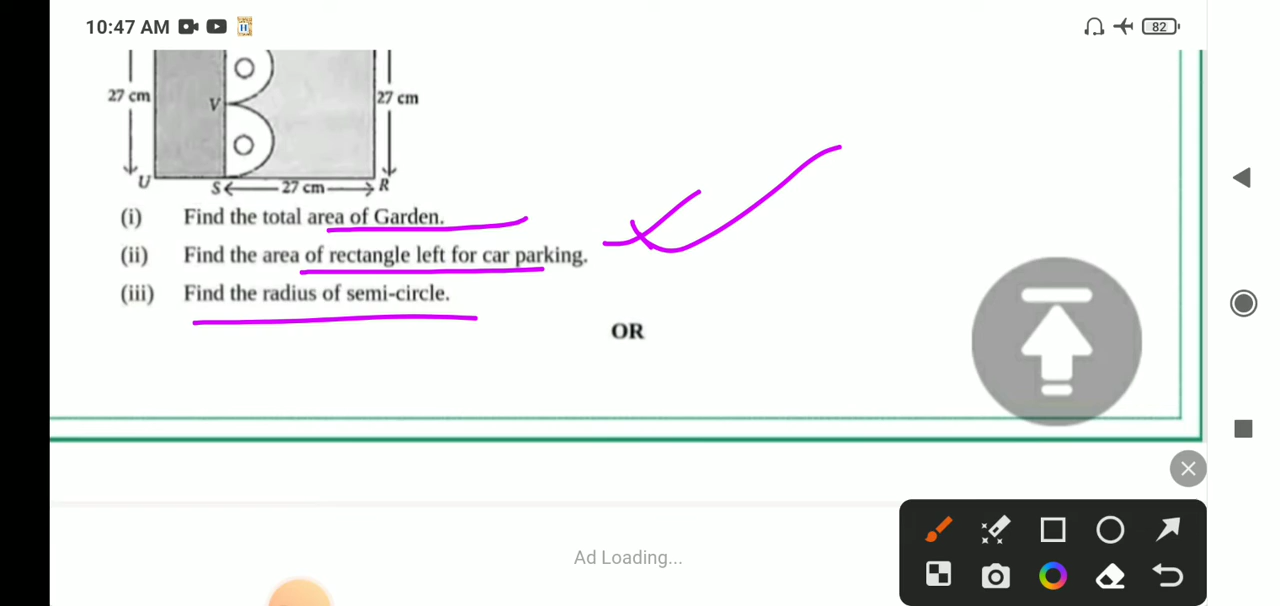 10:47 AM
82
27 cm
V
27 cm
U
S
27 cm
R
(i) Find the total area of Garden.
(ii) Find the area of rectangle left for car parking.
(iii) Find the radius of semi-circle.
OR
Ad Loading...